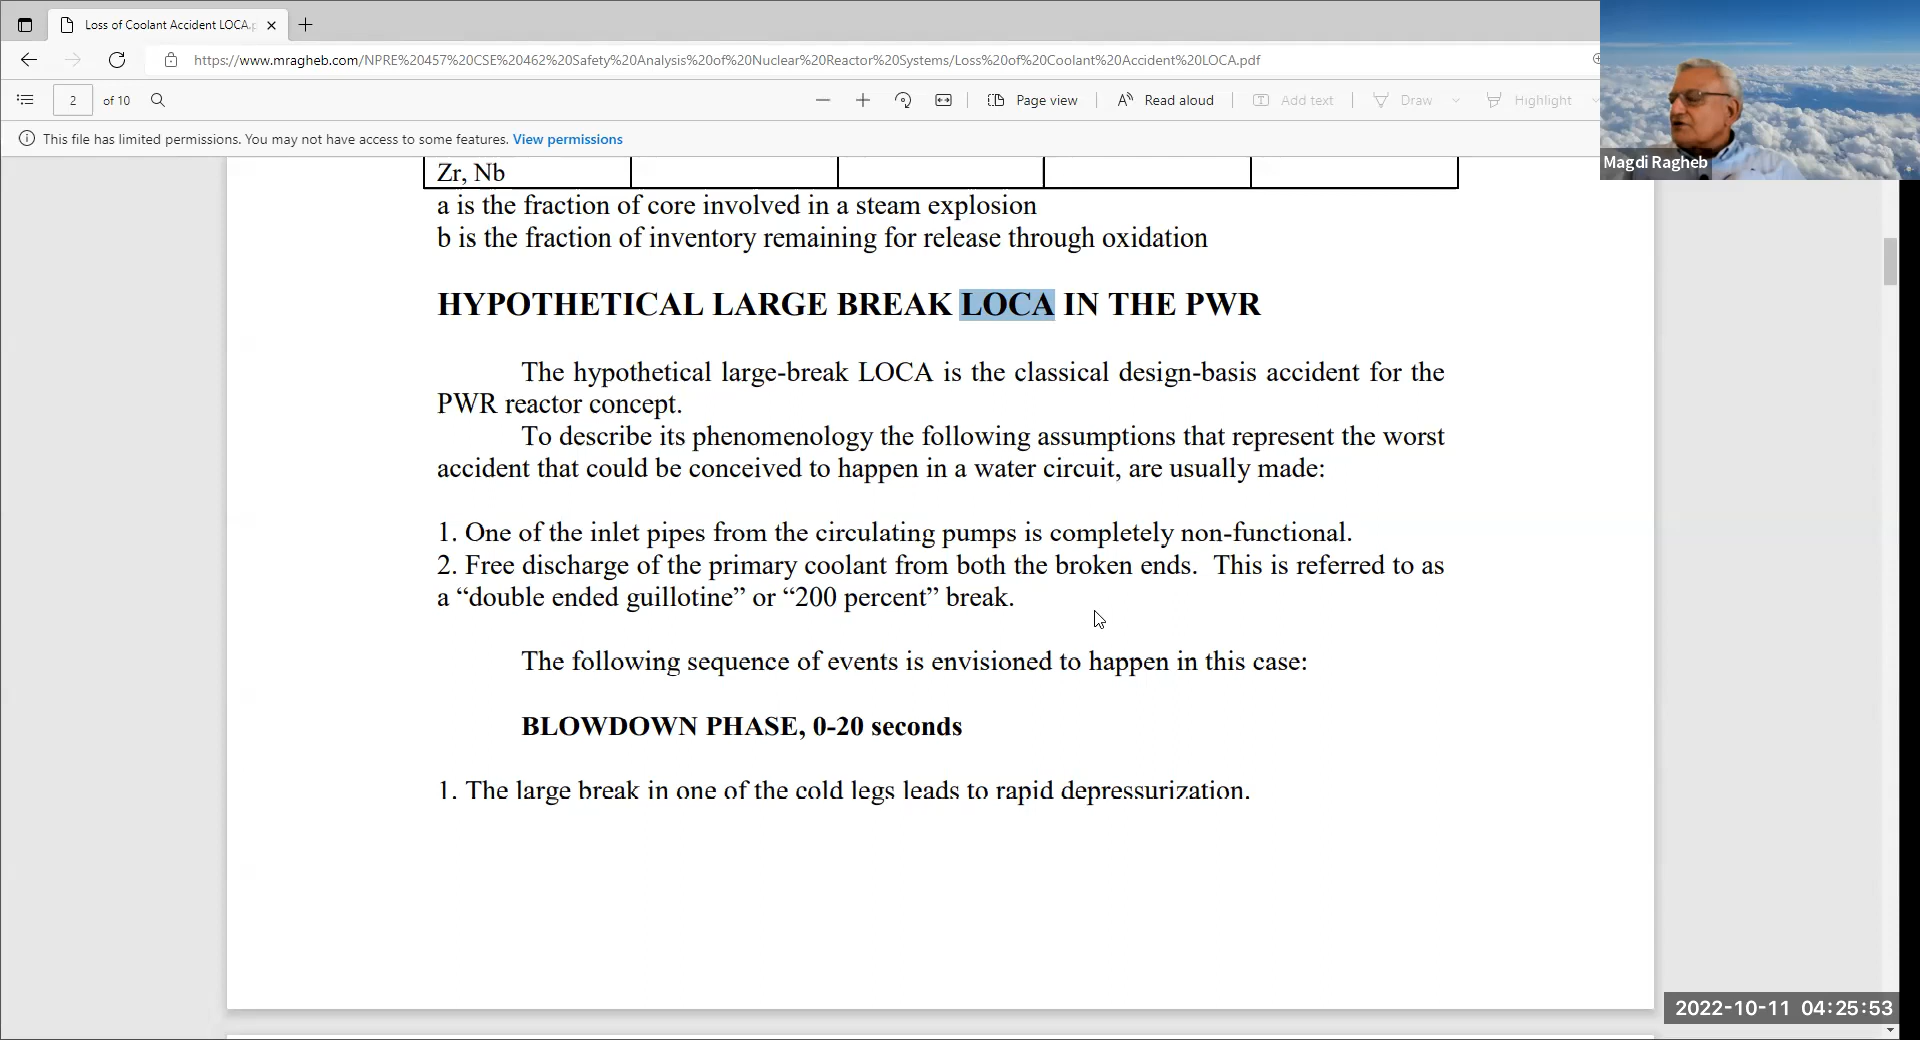 Loss of Coolant Accident LOCA.p
https://www.mragheb.com/NPRE%20457%20CSE%20462%20Safety%20Analysis%20of%20Nuclear%20Reactor%20Systems/Loss%20of%20Coolant%20Accident%20LOCA.pdf
2 of 10 Page view Read aloud Add text Draw Highlight
This file has limited permissions. You may not have access to some features. View permissions
Magdi Ragheb
Zr, Nb
a is the fraction of core involved in a steam explosion
b is the fraction of inventory remaining for release through oxidation
HYPOTHETICAL LARGE BREAK LOCA IN THE PWR
The hypothetical large-break LOCA is the classical design-basis accident for the
PWR reactor concept.
To describe its phenomenology the following assumptions that represent the worst
accident that could be conceived to happen in a water circuit, are usually made:
1. One of the inlet pipes from the circulating pumps is completely non-functional.
2. Free discharge of the primary coolant from both the broken ends. This is referred to as
a “double ended guillotine” or “200 percent” break.
The following sequence of events is envisioned to happen in this case:
BLOWDOWN PHASE, 0-20 seconds
1. The large break in one of the cold legs leads to rapid depressurization.
2022-10-11 04:25:53